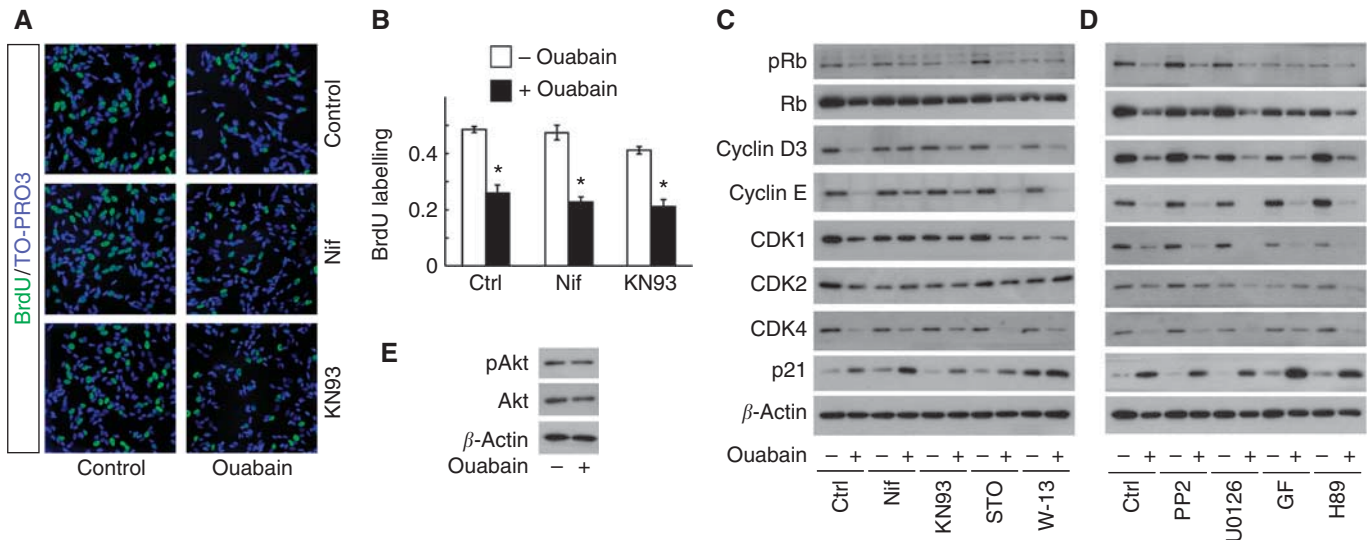 A
BrdU/TO-PRO3
Control
Nif
KN93
Control
Ouabain
B
– Ouabain
+ Ouabain
BrdU labelling
0.4
0.2
0
*
*
*
Ctrl
Nif
KN93
C
pRb
Rb
Cyclin D3
Cyclin E
CDK1
CDK2
CDK4
p21
β-Actin
Ouabain – + – + – + – + – +
Ctrl
Nif
KN93
STO
W-13
D
– + – + – + – + – +
Ctrl
PP2
U0126
GF
H89
E
pAkt
Akt
β-Actin
Ouabain – +